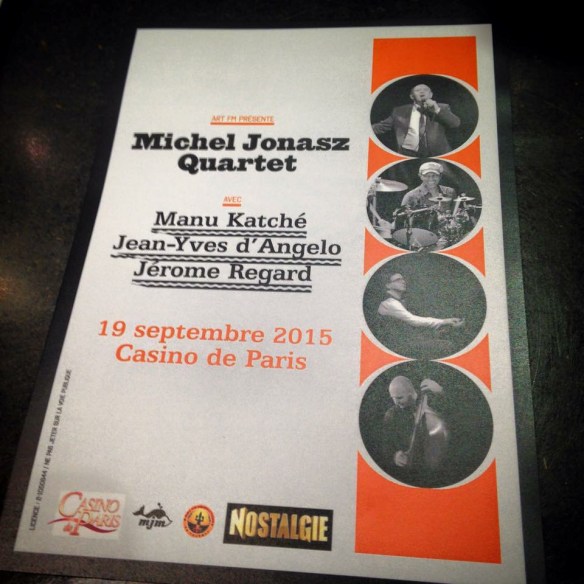 ART FM PRÉSENTE
Michel Jonasz
Quartet
AVEC
Manu Katché
Jean-Yves d'Angelo
Jérome Regard
19 septembre 2015
Casino de Paris
NE PAS JETER SUR LA VOIE PUBLIQUE
CASINO
de PARIS
mjm
NOSTALGIE